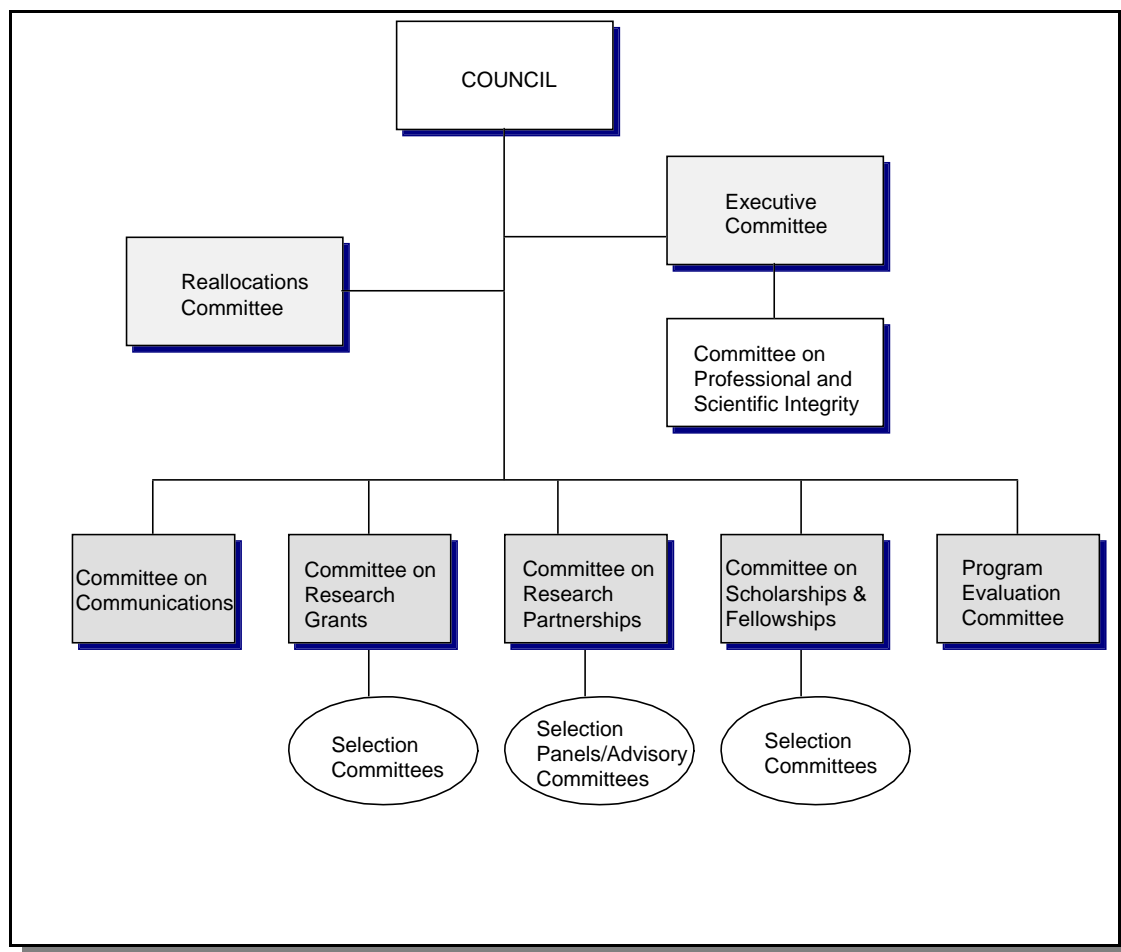 COUNCIL
Executive
Committee
Reallocations
Committee
Committee on
Professional and
Scientific Integrity
Committee on
Communications
Committee on
Research
Grants
Committee on
Research
Partnerships
Committee on
Scholarships &
Fellowships
Program
Evaluation
Committee
Selection
Committees
Selection
Panels/Advisory
Committees
Selection
Committees